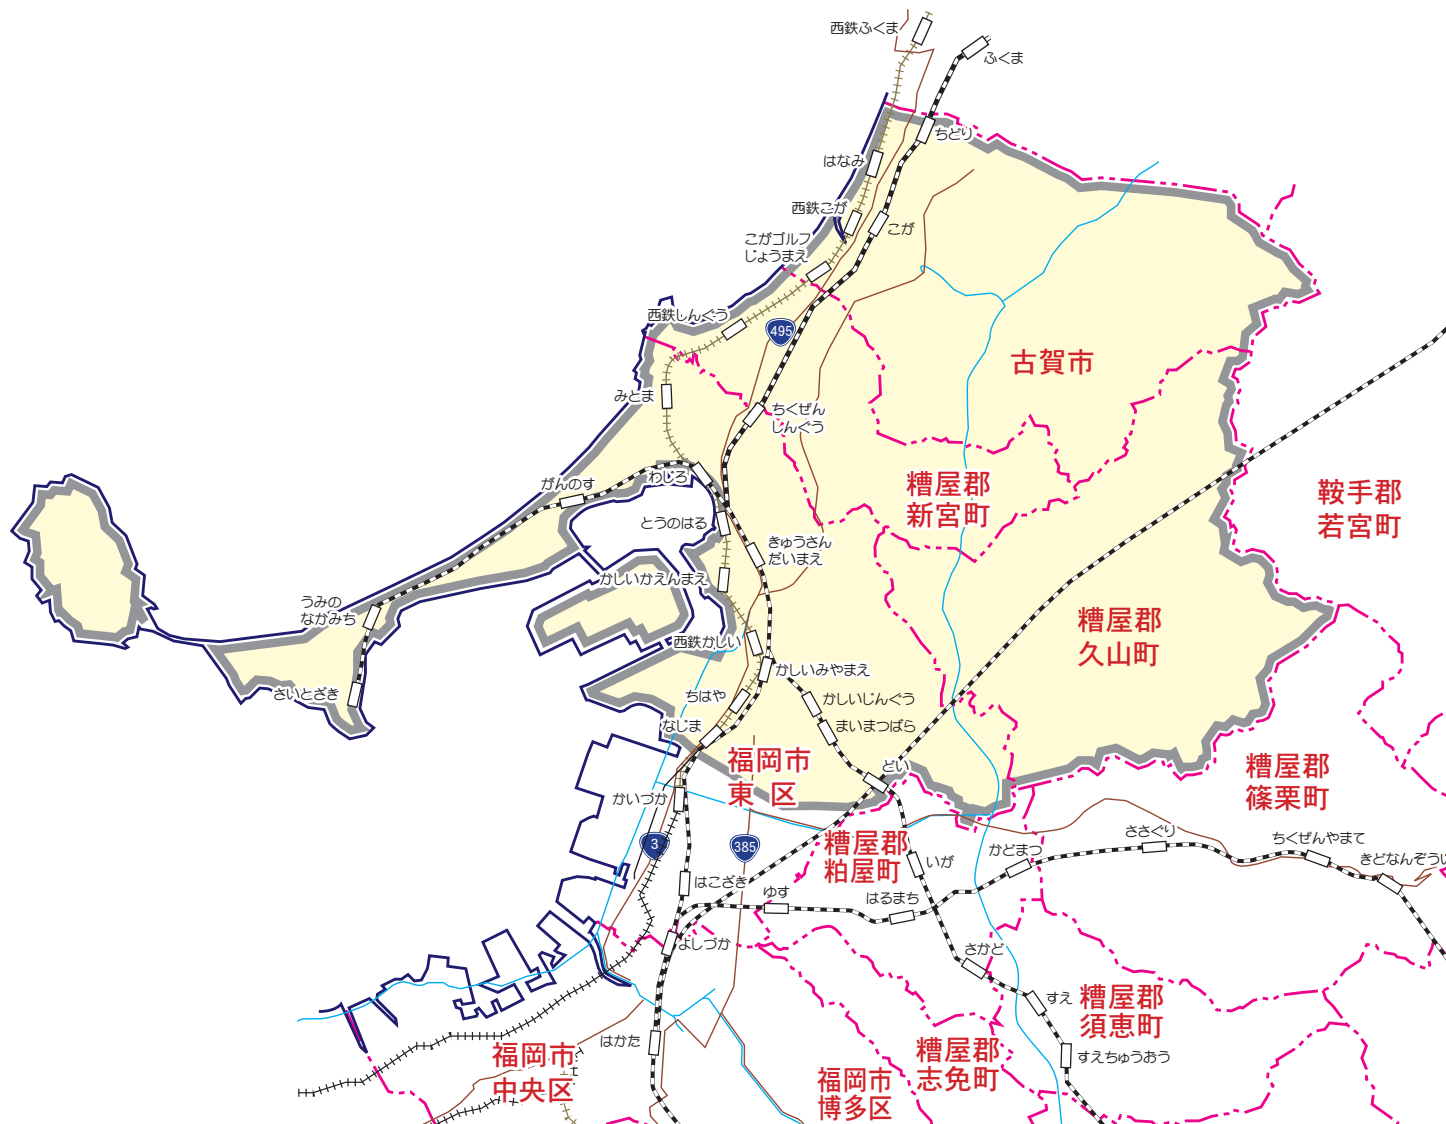 西鉄ふくま
ふくま
ちどり
はなみ
西鉄こが
こが
こがゴルフ
じょうまえ
西鉄しんぐう
495
古賀市
みとま
ちくぜん
しんぐう
わじろ
がんのす
糟屋郡
新宮町
鞍手郡
若宮町
とうのはる
きゅうさん
だいまえ
かしいかえんまえ
うみの
なかみち
糟屋郡
久山町
西鉄かしい
かしいみやまえ
さいとざき
ちはや
かしいじんぐう
なじま
まいまつばら
福岡市
東 区
どい
糟屋郡
篠栗町
かいづか
3
385
糟屋郡
粕屋町
ささぐり
ちくぜんやまて
かどまつ
いが
きどなんぞうい
はこざき
ゆす
はるまち
よしづか
さかど
すえ
糟屋郡
須恵町
はかた
福岡市
中央区
糟屋郡
志免町
すえちゅうおう
福岡市
博多区